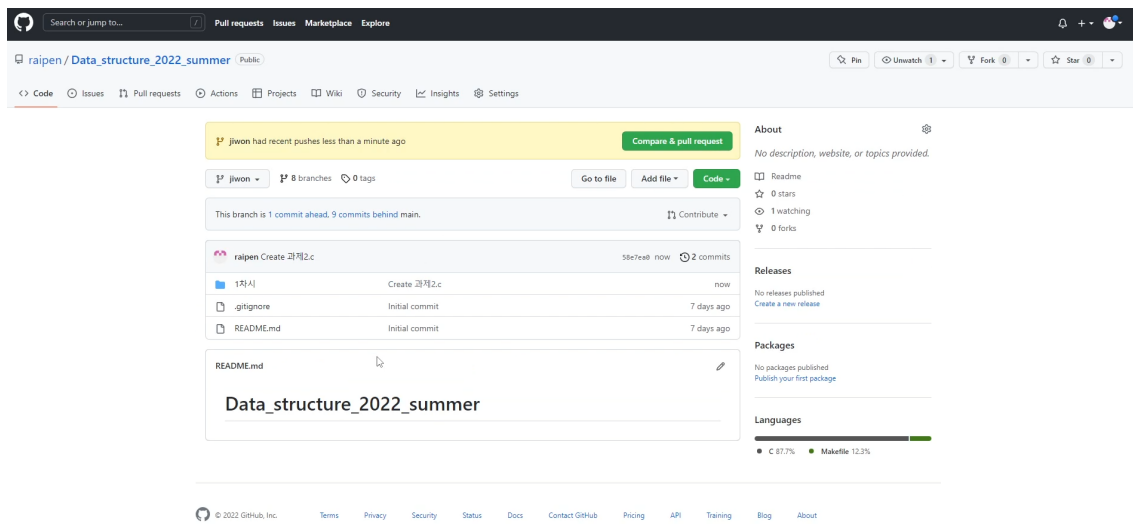 Search or jump to... / Pull requests Issues Marketplace Explore
raipen / Data_structure_2022_summer Public
Pin Unwatch 1 Fork 0 Star 0
Code Issues Pull requests Actions Projects Wiki Security Insights Settings
jiwon had recent pushes less than a minute ago Compare & pull request
jiwon 8 branches 0 tags Go to file Add file Code
This branch is 1 commit ahead, 9 commits behind main. Contribute
raipen Create 과제2.c 58e7ea0 now 2 commits
1차시 Create 과제2.c now
.gitignore Initial commit 7 days ago
README.md Initial commit 7 days ago
README.md
Data_structure_2022_summer
About
No description, website, or topics provided.
Readme
0 stars
1 watching
0 forks
Releases
No releases published
Create a new release
Packages
No packages published
Publish your first package
Languages
C 87.7% Makefile 12.3%
© 2022 GitHub, Inc. Terms Privacy Security Status Docs Contact GitHub Pricing API Training Blog About